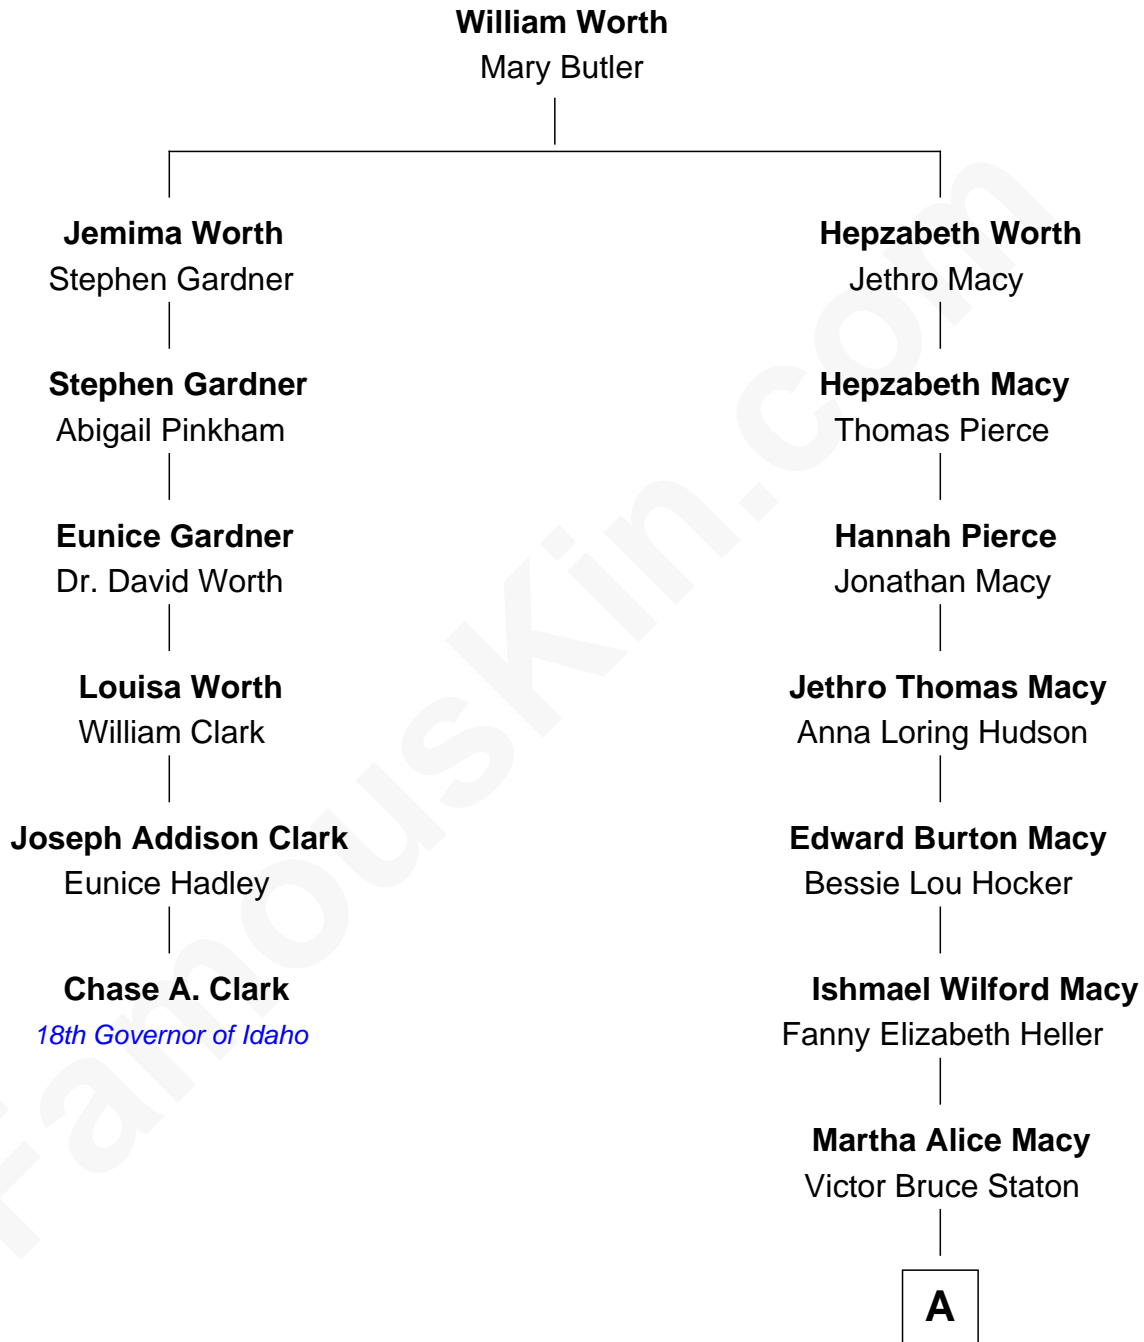 William Worth
Mary Butler
Jemima Worth
Stephen Gardner
Hepzabeth Worth
Jethro Macy
Stephen Gardner
Abigail Pinkham
Hepzabeth Macy
Thomas Pierce
Eunice Gardner
Dr. David Worth
Hannah Pierce
Jonathan Macy
Louisa Worth
William Clark
Jethro Thomas Macy
Anna Loring Hudson
Joseph Addison Clark
Eunice Hadley
Edward Burton Macy
Bessie Lou Hocker
Chase A. Clark
18th Governor of Idaho
Ishmael Wilford Macy
Fanny Elizabeth Heller
Martha Alice Macy
Victor Bruce Staton
A
FamousKin.com